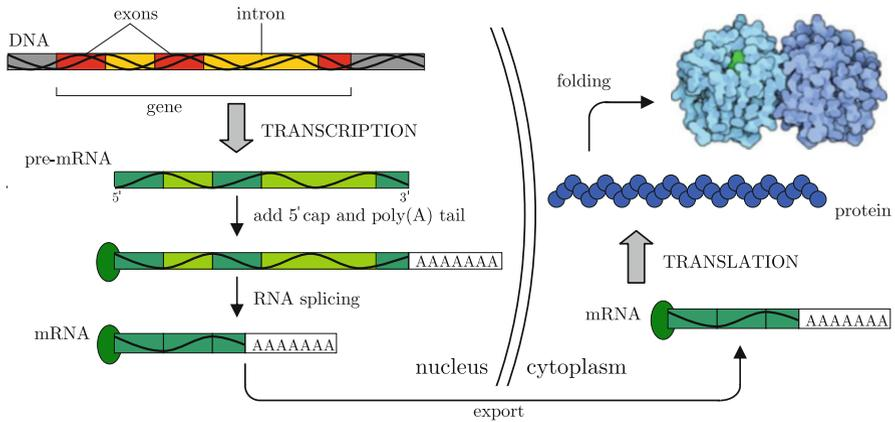 exons
intron
DNA
gene
TRANSCRIPTION
pre-mRNA
5'
3'
add 5'cap and poly(A) tail
AAAAAAA
RNA splicing
mRNA
AAAAAAA
nucleus
cytoplasm
export
folding
protein
TRANSLATION
mRNA
AAAAAAA